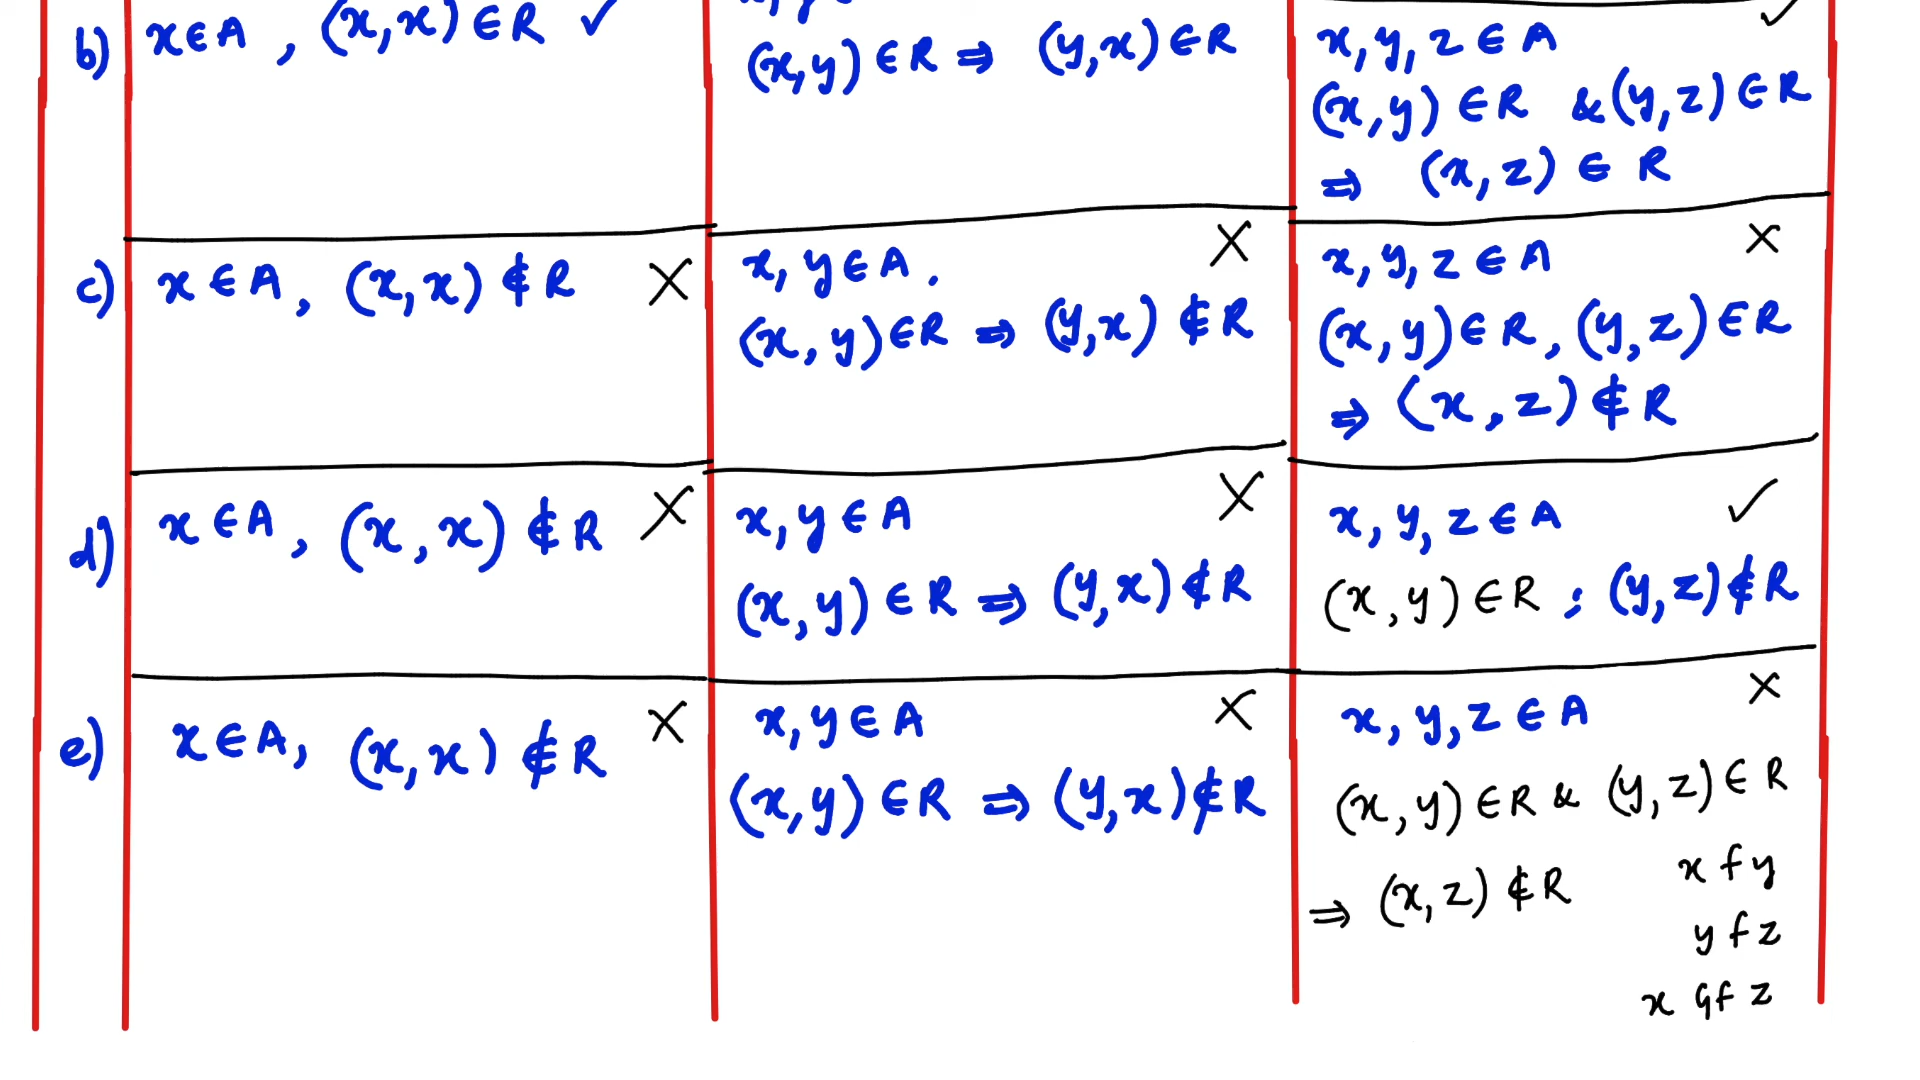 b) x∈A, (x,x)∈R ✓
(x,y)∈R ⇒ (y,x)∈R
✓
x,y,z∈A
(x,y)∈R &(y,z)∈R
⇒ (x,z)∈R
c) x∈A, (x,x)∉R ✗
x,y∈A. ✗
(x,y)∈R ⇒ (y,x)∉R
x,y,z∈A ✗
(x,y)∈R, (y,z)∈R
⇒ (x,z)∉R
d) x∈A, (x,x)∉R ✗
x,y∈A ✗
(x,y)∈R ⇒ (y,x)∉R
x,y,z∈A ✓
(x,y)∈R ; (y,z)∉R
e) x∈A, (x,x)∉R ✗
x,y∈A ✗
(x,y)∈R ⇒ (y,x)∉R
x,y,z∈A ✗
(x,y)∈R & (y,z)∈R
⇒ (x,z)∉R
x f y
y f z
x Gf z